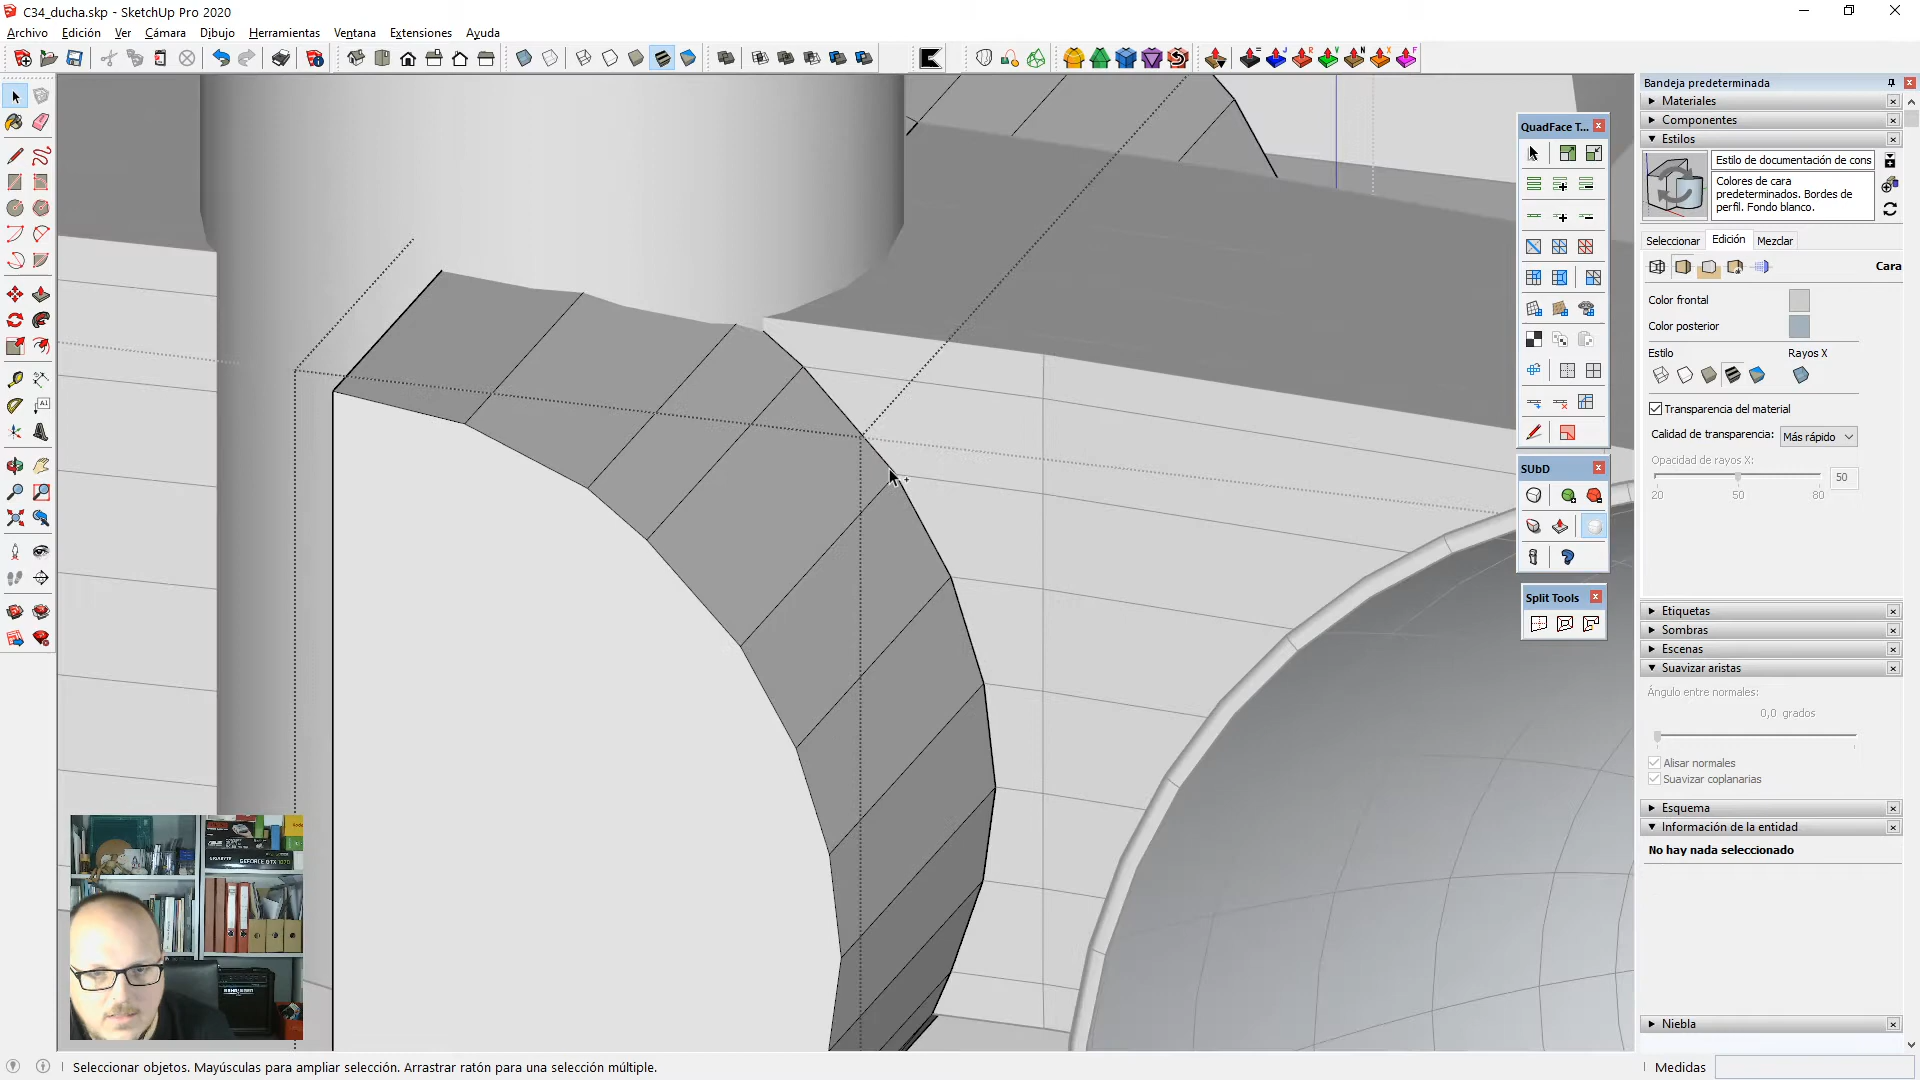 C34_ducha.skp - SketchUp Pro 2020
Archivo Edición Ver Cámara Dibujo Herramientas Ventana Extensiones Ayuda
Bandeja predeterminada
Materiales
Componentes
Estilos
Estilo de documentación de cons
Colores de cara
predeterminados. Bordes de
perfil. Fondo blanco.
Seleccionar Edición Mezclar
Cara
Color frontal
Color posterior
Estilo Rayos X
Transparencia del material
Calidad de transparencia: Más rápido
Opacidad de rayos X:
50
20 50 80
Etiquetas
Sombras
Escenas
Suavizar aristas
Ángulo entre normales:
0,0 grados
Alisar normales
Suavizar coplanarias
Esquema
Información de la entidad
No hay nada seleccionado
Niebla
QuadFace T...
SUbD
Split Tools
GEFORCE GTX 1070
Seleccionar objetos. Mayúsculas para ampliar selección. Arrastrar ratón para una selección múltiple.
Medidas